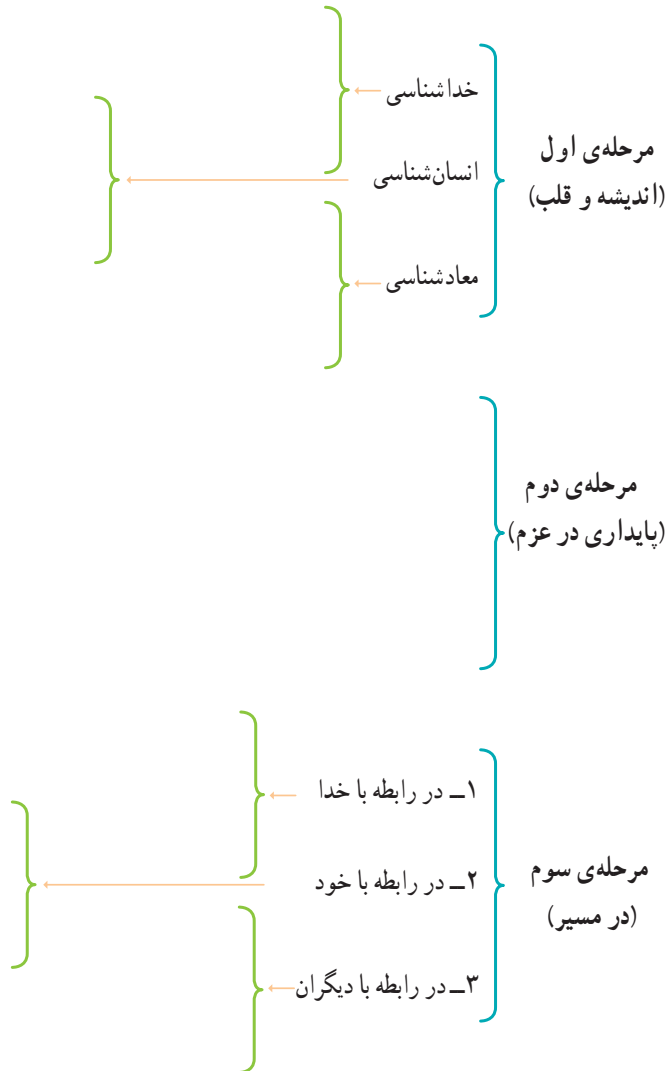 مرحله‌ی اول
(اندیشه و قلب)
خداشناسی
انسان‌شناسی
معادشناسی
مرحله‌ی دوم
(پایداری در عزم)
مرحله‌ی سوم
(در مسیر)
۱ــ در رابطه با خدا
۲ــ در رابطه با خود
۳ــ در رابطه با دیگران